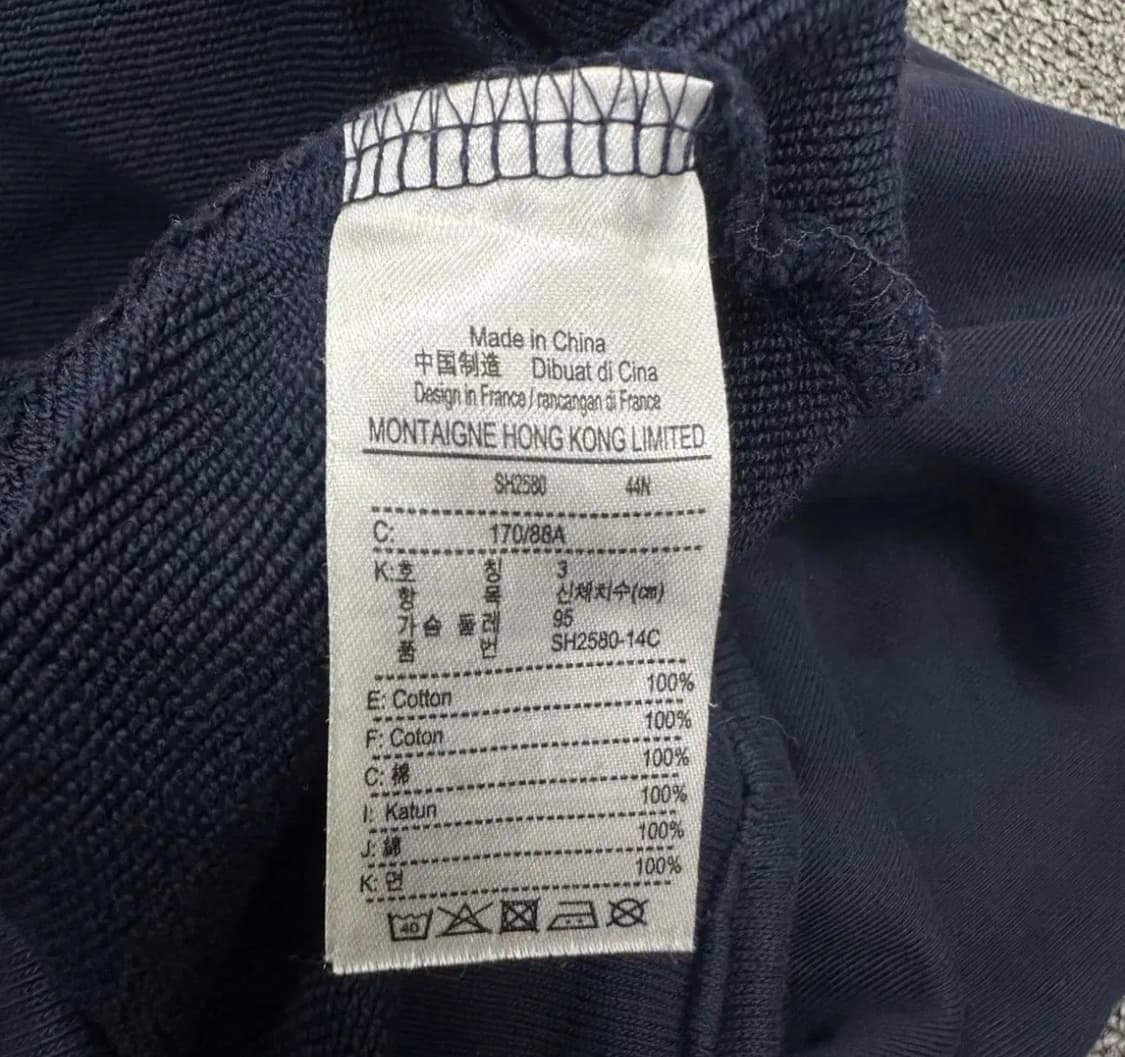 Made in China
中国制造 Dibuat di Cina
Design in France / rancangan di France
MONTAIGNE HONG KONG LIMITED
SH2580 44N
C: 170/88A
K: 호 칭 3
항 목 신체치수(cm)
가슴 둘레 95
품 번 SH2580-14C
E: Cotton 100%
F: Coton 100%
C: 棉 100%
I: Katun 100%
J: 綿 100%
K: 면 100%
40